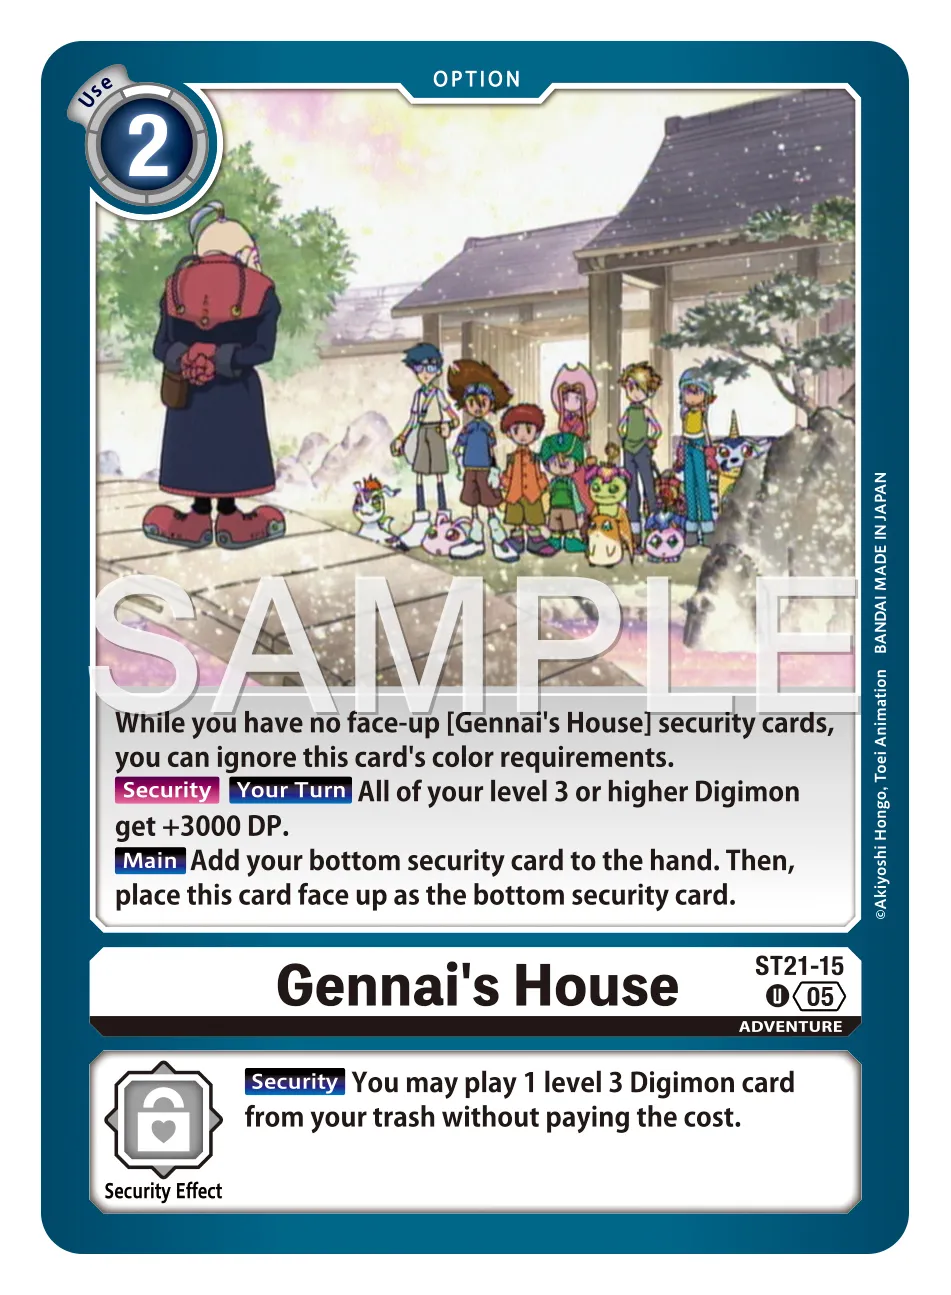 OPTION
Use
2
SAMPLE
While you have no face-up [Gennai's House] security cards,
you can ignore this card's color requirements.
Security Your Turn All of your level 3 or higher Digimon
get +3000 DP.
Main Add your bottom security card to the hand. Then,
place this card face up as the bottom security card.
©Akiyoshi Hongo, Toei Animation BANDAI MADE IN JAPAN
Gennai's House
ST21-15
U 05
ADVENTURE
Security You may play 1 level 3 Digimon card
from your trash without paying the cost.
Security Effect